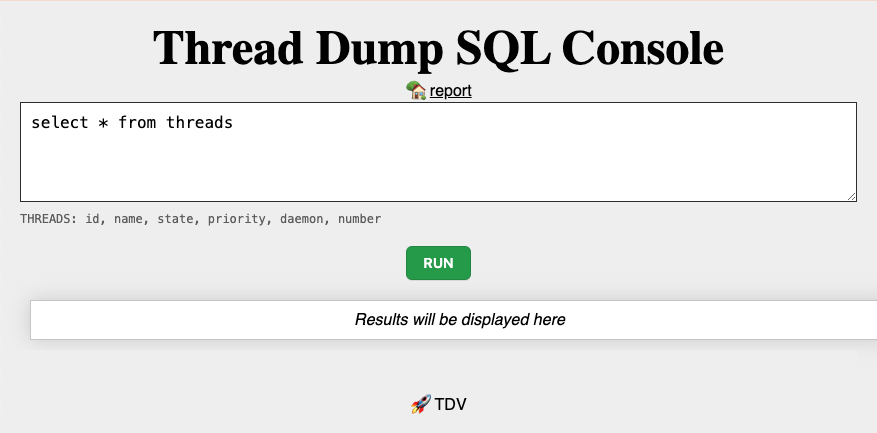 Thread Dump SQL Console
report
select * from threads
THREADS: id, name, state, priority, daemon, number
RUN
Results will be displayed here
TDV